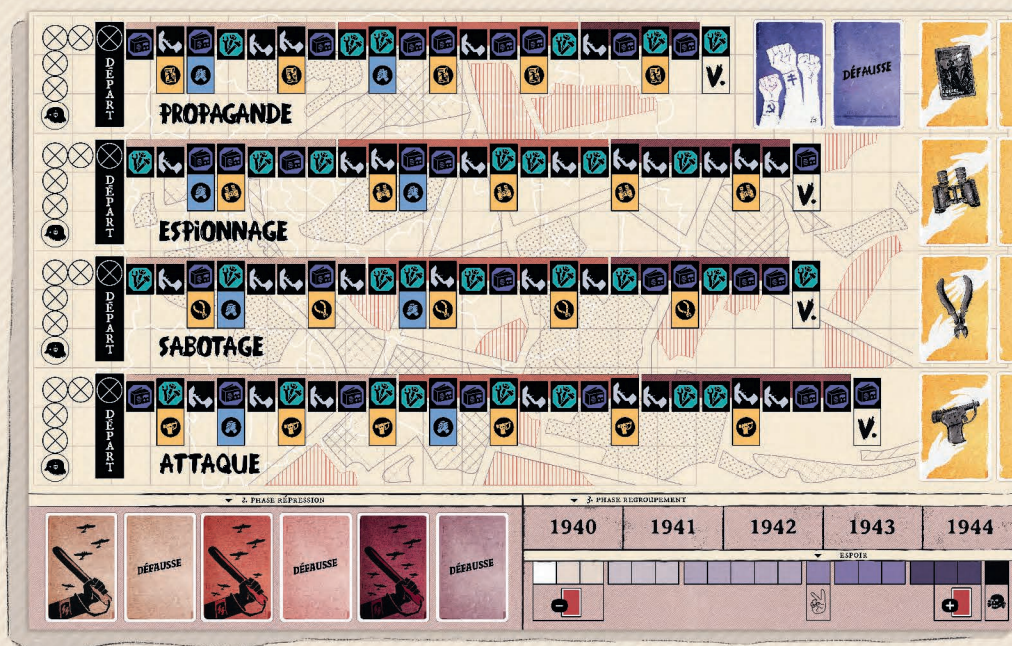 DÉPART
V.
DÉFAUSSE
PROPAGANDE
DÉPART
V.
ESPIONNAGE
DÉPART
V.
SABOTAGE
DÉPART
V.
ATTAQUE
2. PHASE RÉPRESSION
3. PHASE REGROUPEMENT
DÉFAUSSE
DÉFAUSSE
DÉFAUSSE
1940 1941 1942 1943 1944
ESPOIR